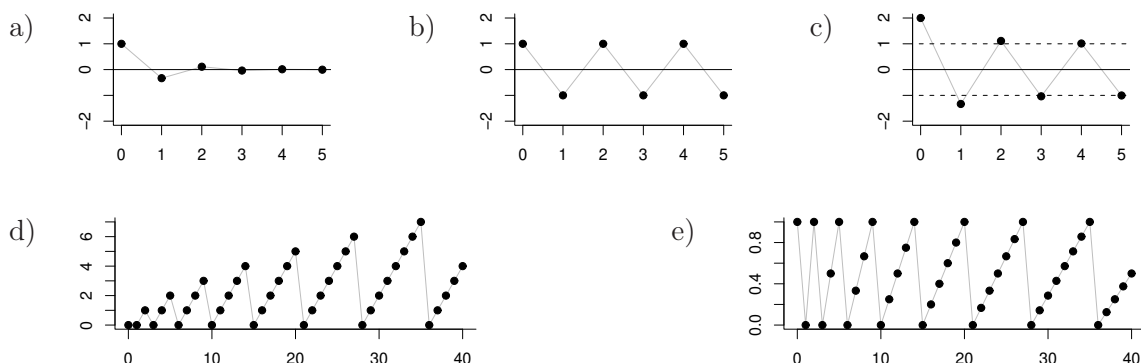 a) 2 1 0 −2 0 1 2 3 4 5
b) 2 1 0 −2 0 1 2 3 4 5
c) 2 1 0 −2 0 1 2 3 4 5
d) 6 4 2 0 0 10 20 30 40
e) 0.8 0.4 0.0 0 10 20 30 40